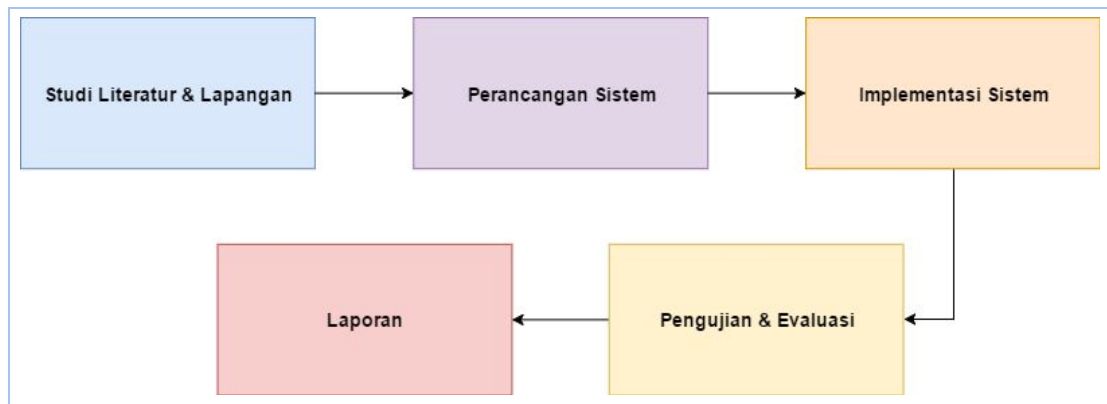 Studi Literatur & Lapangan
Perancangan Sistem
Implementasi Sistem
Pengujian & Evaluasi
Laporan